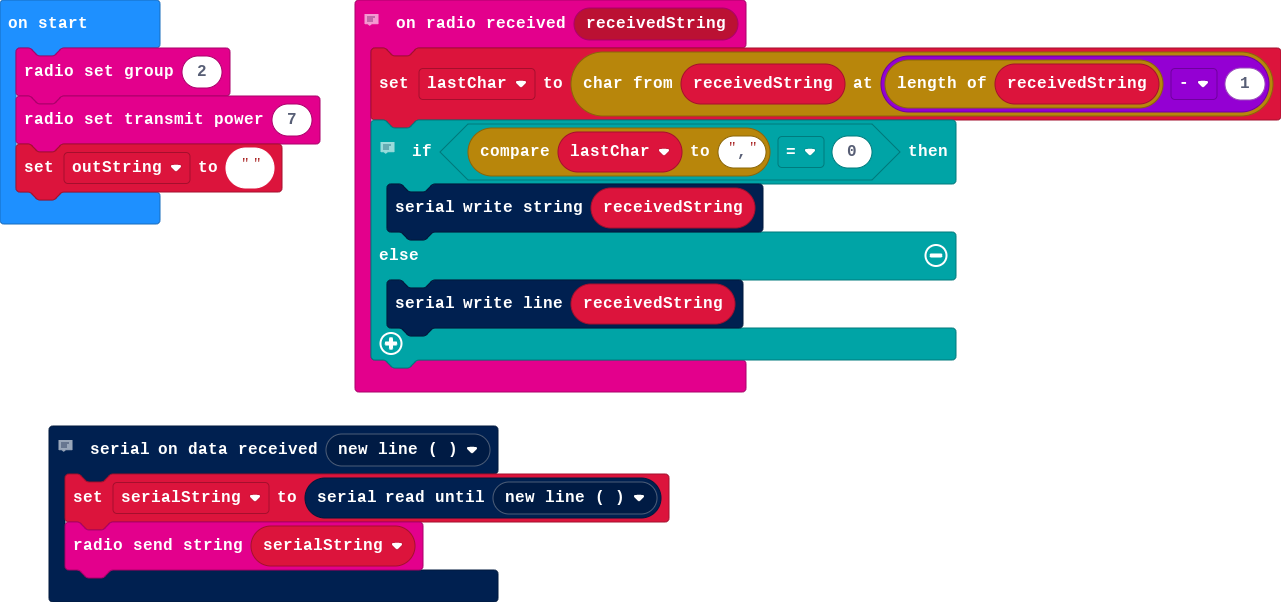 on start
radio set group 2
radio set transmit power 7
set outString to " "
on radio received receivedString
set lastChar to char from receivedString at length of receivedString - 1
if compare lastChar to "," = 0 then
serial write string receivedString
else
serial write line receivedString
serial on data received new line ( )
set serialString to serial read until new line ( )
radio send string serialString